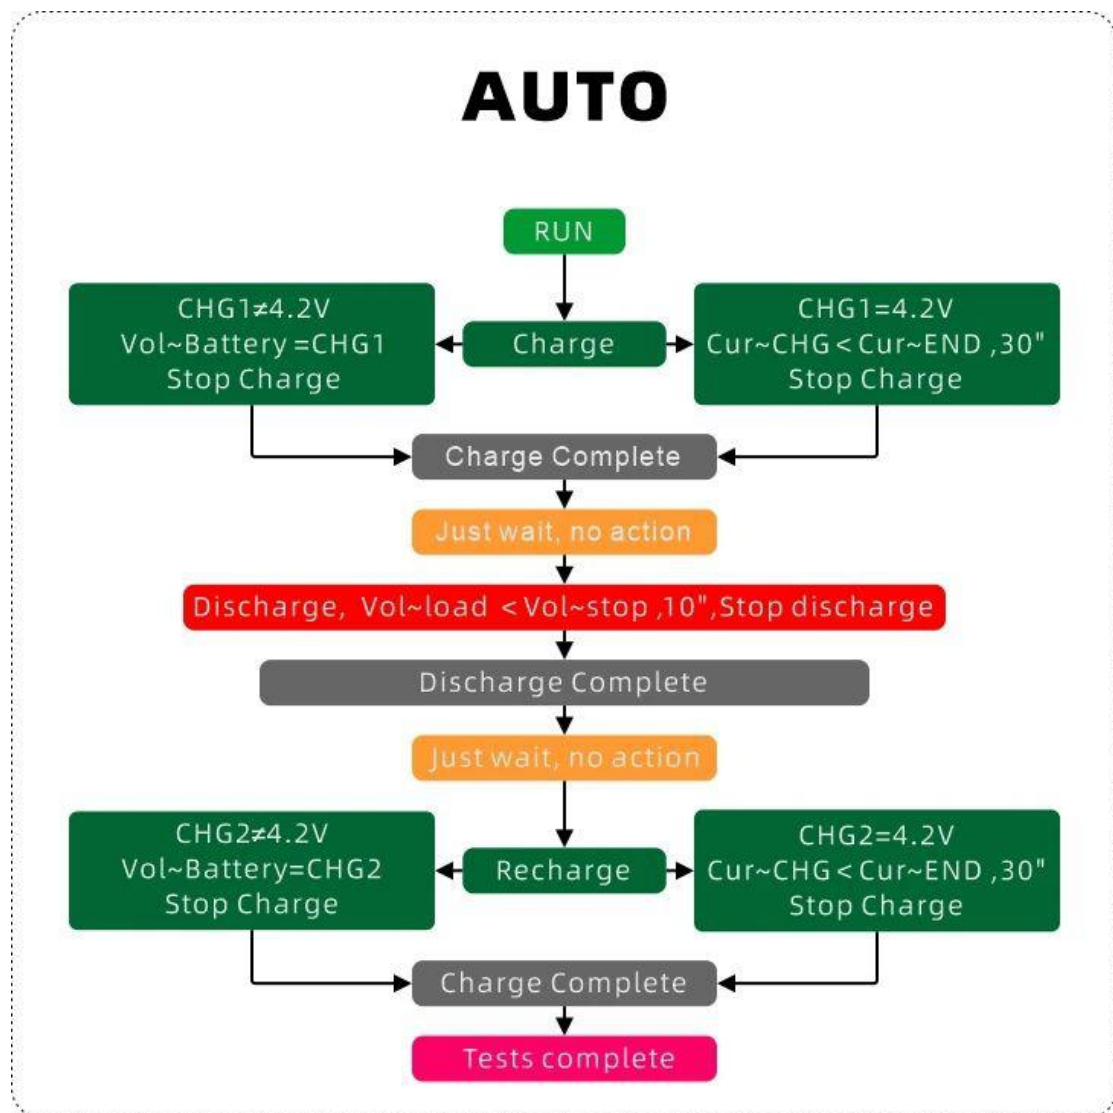 AUTO
RUN
CHG1≠4.2V
Vol~Battery =CHG1
Stop Charge
Charge
CHG1=4.2V
Cur~CHG < Cur~END ,30"
Stop Charge
Charge Complete
Just wait, no action
Discharge, Vol~load < Vol~stop ,10",Stop discharge
Discharge Complete
Just wait, no action
CHG2≠4.2V
Vol~Battery=CHG2
Stop Charge
Recharge
CHG2=4.2V
Cur~CHG < Cur~END ,30"
Stop Charge
Charge Complete
Tests complete